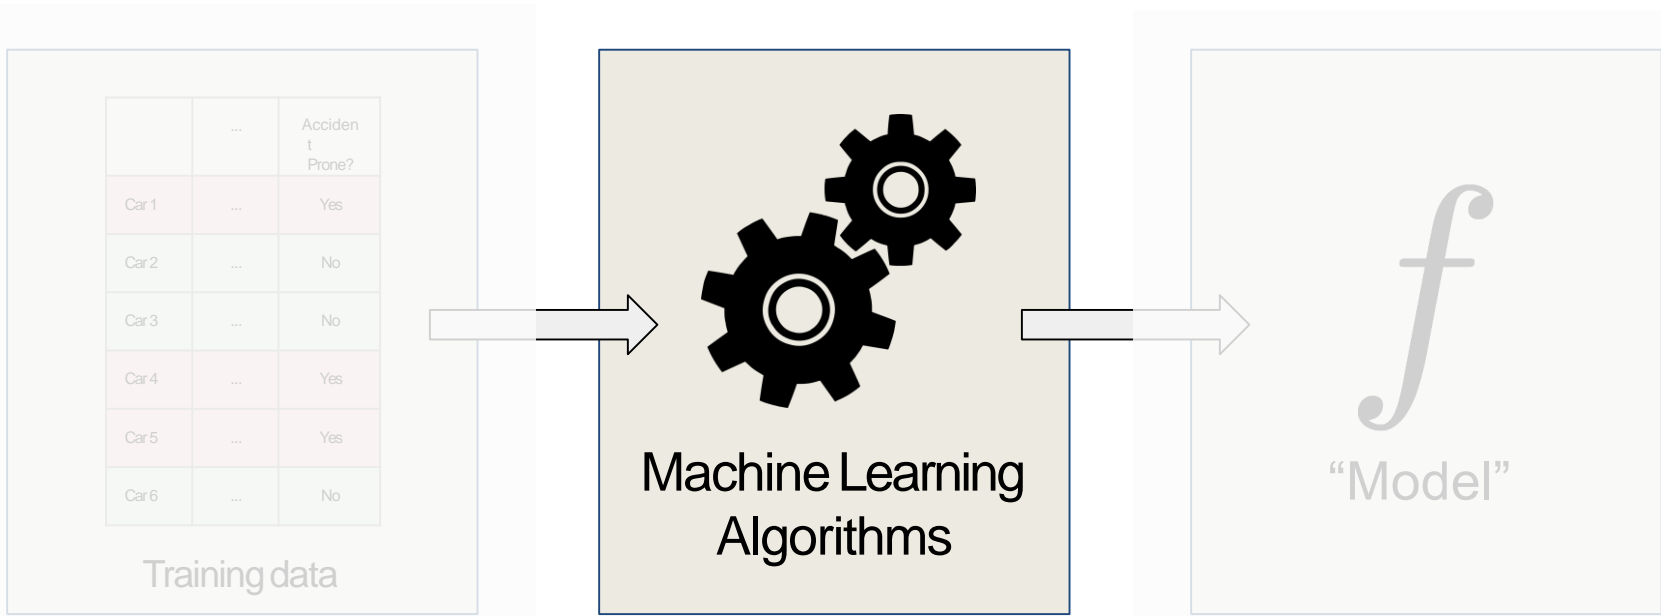 ... Acciden
t
Prone?
Car 1 ... Yes
Car 2 ... No
Car 3 ... No
Car 4 ... Yes
Car 5 ... Yes
Car 6 ... No
Training data
Machine Learning
Algorithms
f
“Model”